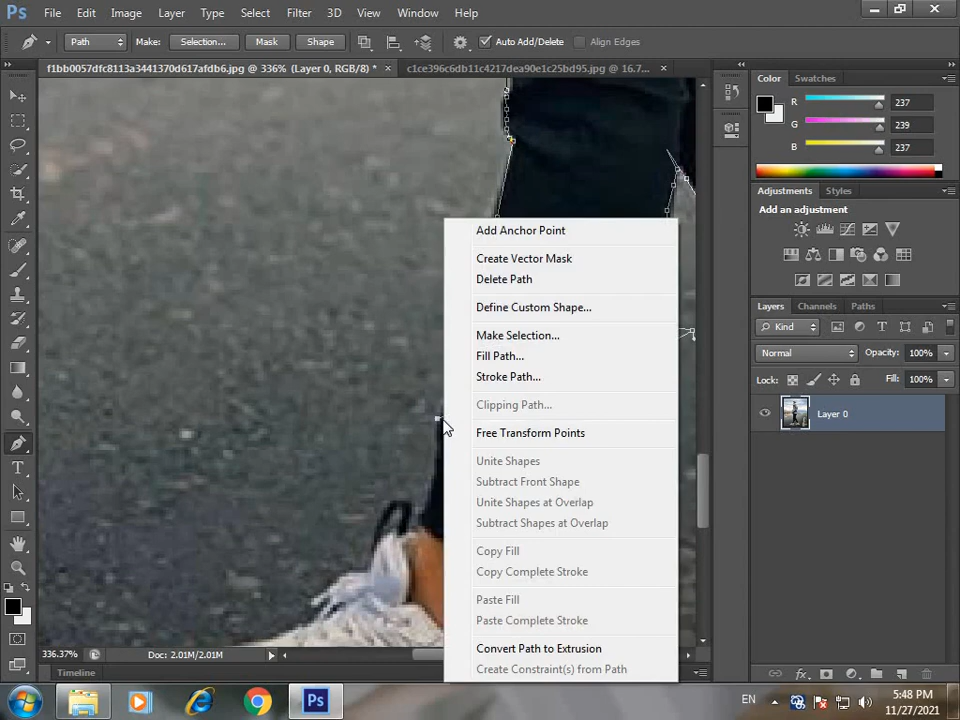 Ps File Edit Image Layer Type Select Filter 3D View Window Help
Path Make: Selection... Mask Shape Auto Add/Delete Align Edges
f1bb0057dfc8113a3441370d617afdb6.jpg @ 336% (Layer 0, RGB/8) * × c1ce396c6db11c4217dea90e1c25bd95.jpg @ 16.7... ×
Color Swatches
R 237
G 239
B 237
Adjustments Styles
Add an adjustment
Layers Channels Paths
Kind
Normal Opacity: 100%
Lock: Fill: 100%
Layer 0
Add Anchor Point
Create Vector Mask
Delete Path
Define Custom Shape...
Make Selection...
Fill Path...
Stroke Path...
Clipping Path...
Free Transform Points
Unite Shapes
Subtract Front Shape
Unite Shapes at Overlap
Subtract Shapes at Overlap
Copy Fill
Copy Complete Stroke
Paste Fill
Paste Complete Stroke
Convert Path to Extrusion
Create Constraint(s) from Path
336.37% Doc: 2.01M/2.01M
Timeline
Ps
EN
5:48 PM
11/27/2021